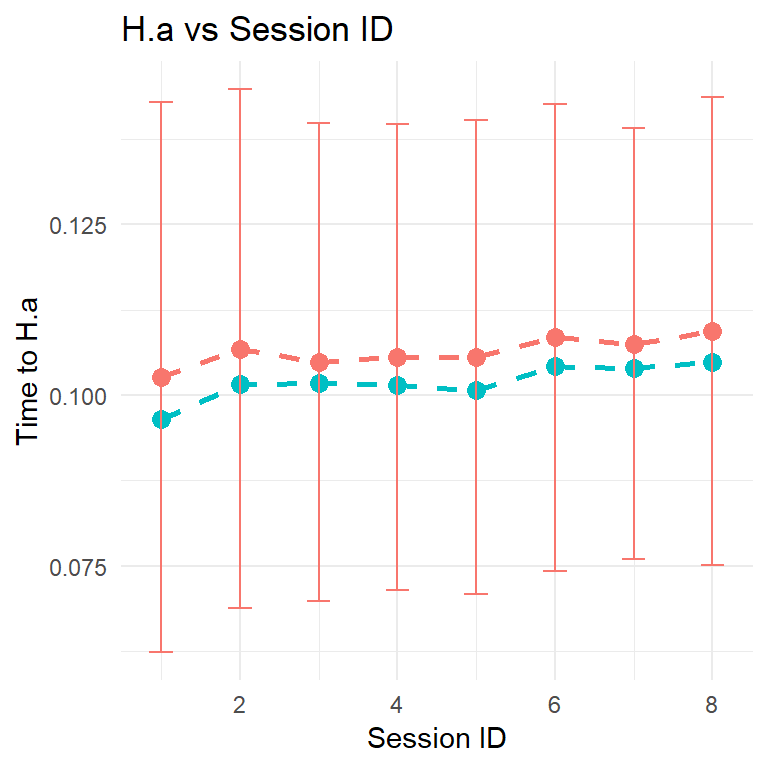 H.a vs Session ID
Time to H.a
0.125
0.100
0.075
2 4 6 8
Session ID